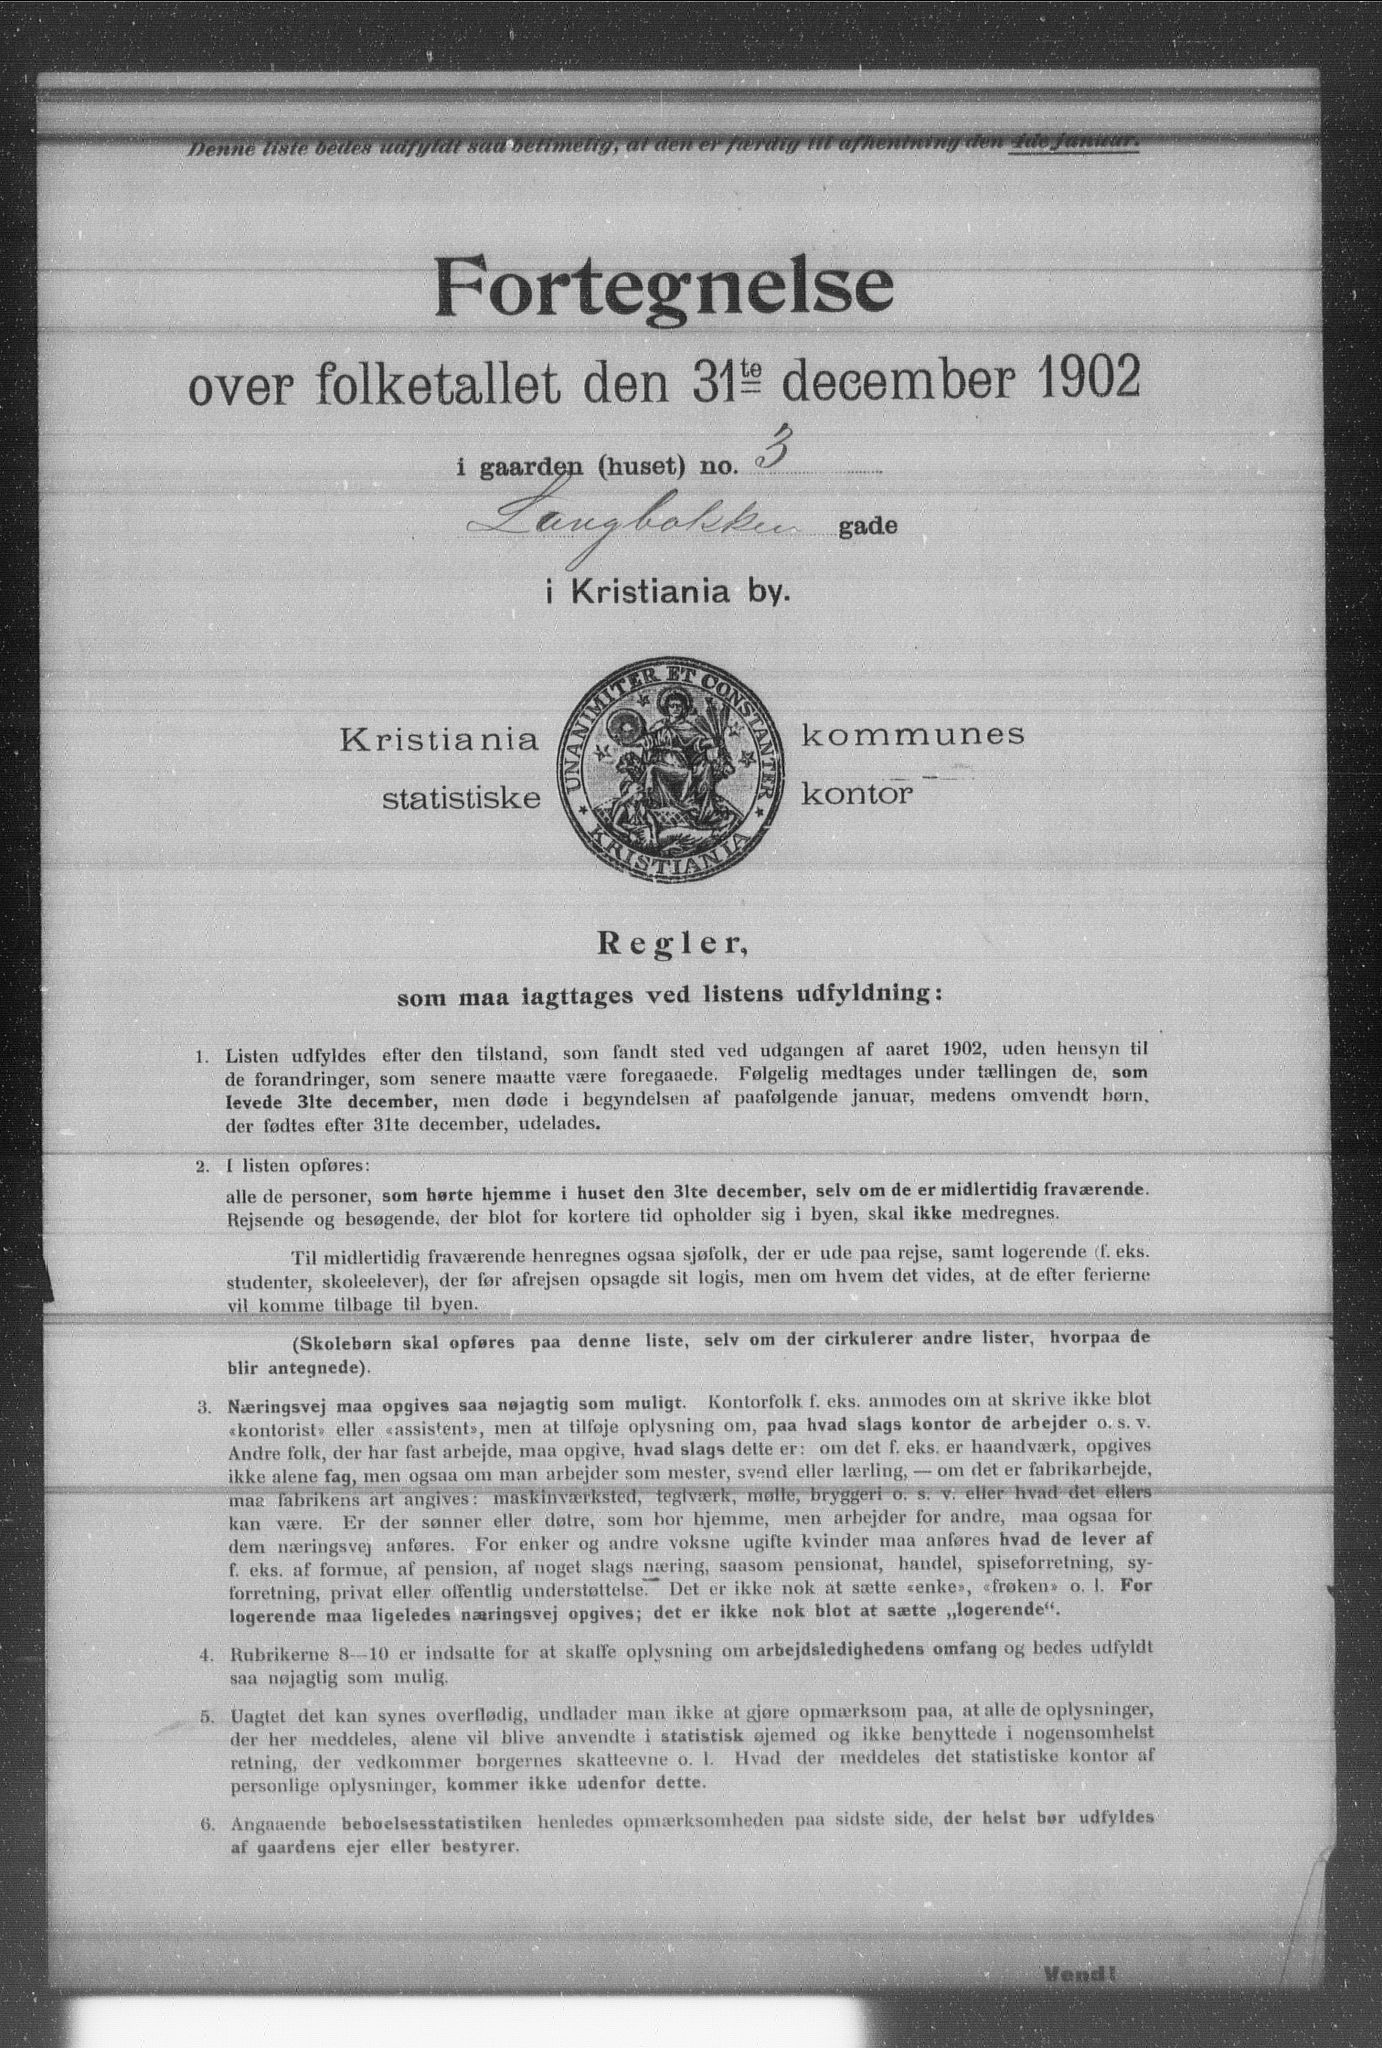 Denne liste bedes udfyldt saa betimelig, at den er færdig til afhentning den 4de januar.
Fortegnelse
over folketallet den 31te december 1902
i gaarden (huset) no. 3
Langbakken gade
i Kristiania by.
Kristiania kommunes
statistiske kontor
UNANIMITER ET CONSTANTER
KRISTIANIA
Regler,
som maa iagttages ved listens udfyldning:
1. Listen udfyldes efter den tilstand, som fandt sted ved udgangen af aaret 1902, uden hensyn til
de forandringer, som senere maatte være foregaaede. Følgelig medtages under tællingen de, som
levede 31te december, men døde i begyndelsen af paafølgende januar, medens omvendt børn,
der fødtes efter 31te december, udelades.
2. I listen opføres:
alle de personer, som hørte hjemme i huset den 31te december, selv om de er midlertidig fraværende.
Rejsende og besøgende, der blot for kortere tid opholder sig i byen, skal ikke medregnes.
Til midlertidig fraværende henregnes ogsaa sjøfolk, der er ude paa rejse, samt logerende (f. eks.
studenter, skoleelever), der før afrejsen opsagde sit logis, men om hvem det vides, at de efter ferierne
vil komme tilbage til byen.
(Skolebørn skal opføres paa denne liste, selv om der cirkulerer andre lister, hvorpaa de
blir antegnede).
3. Næringsvej maa opgives saa nøjagtig som muligt. Kontorfolk f. eks. anmodes om at skrive ikke blot
«kontorist» eller «assistent», men at tilføje oplysning om, paa hvad slags kontor de arbejder o. s. v.
Andre folk, der har fast arbejde, maa opgive, hvad slags dette er: om det f. eks. er haandværk, opgives
ikke alene fag, men ogsaa om man arbejder som mester, svend eller lærling, — om det er fabrikarbejde,
maa fabrikens art angives: maskinværksted, teglværk, mølle, bryggeri o. s. v. eller hvad det ellers
kan være. Er der sønner eller døtre, som bor hjemme, men arbejder for andre, maa ogsaa for
dem næringsvej anføres. For enker og andre voksne ugifte kvinder maa anføres hvad de lever af
f. eks. af formue, af pension, af noget slags næring, saasom pensionat, handel, spiseforretning, sy-
forretning, privat eller offentlig understøttelse. Det er ikke nok at sætte «enke», «frøken» o. l. For
logerende maa ligeledes næringsvej opgives; det er ikke nok blot at sætte „logerende“.
4. Rubrikerne 8—10 er indsatte for at skaffe oplysning om arbejdsledighedens omfang og bedes udfyldt
saa nøjagtig som mulig.
5. Uagtet det kan synes overflødig, undlader man ikke at gjøre opmærksom paa, at alle de oplysninger,
der her meddeles, alene vil blive anvendte i statistisk øjemed og ikke benyttede i nogensomhelst
retning, der vedkommer borgernes skatteevne o. l. Hvad der meddeles det statistiske kontor af
personlige oplysninger, kommer ikke udenfor dette.
6. Angaaende beboelsesstatistiken henledes opmærksomheden paa sidste side, der helst bør udfyldes
af gaardens ejer eller bestyrer.
Vend!